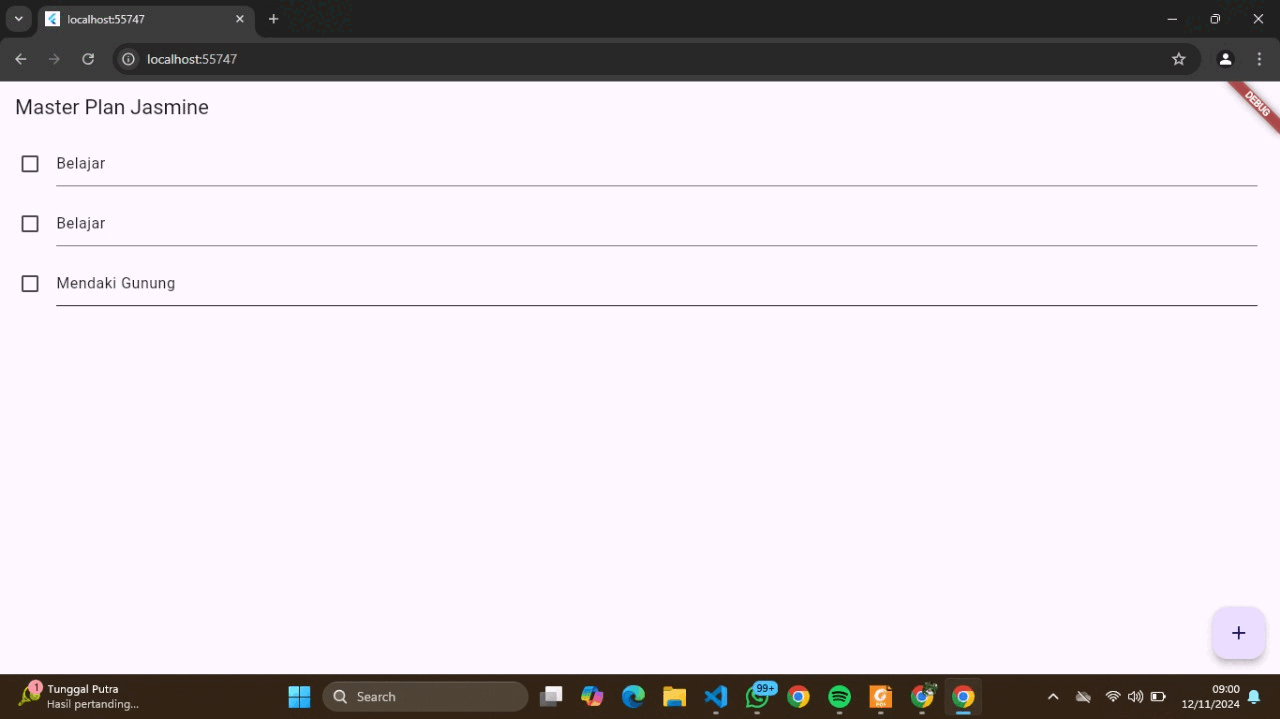 localhost:55747
localhost:55747
Master Plan Jasmine
DEBUG
Belajar
Belajar
Mendaki Gunung
1
Tunggal Putra
Hasil pertanding...
Search
99+
09:00
12/11/2024